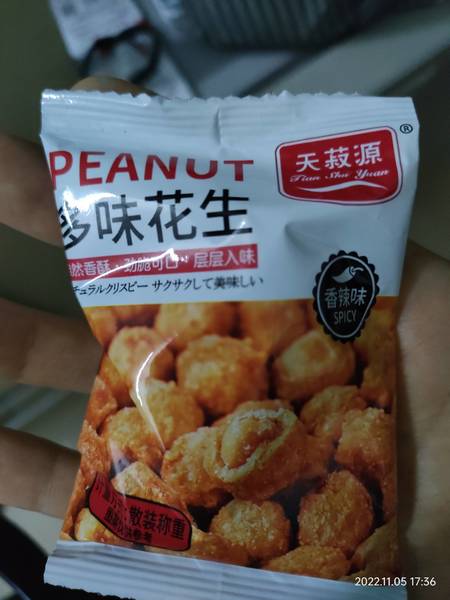 PEANUT
天菽源
®
Tian Shu Yuan
多味花生
然香酥·劲脆可口·层层入味
チュラルクリスピー サクサクして美味しい
香辣味
SPICY
散装称重
2022.11.05 17:36